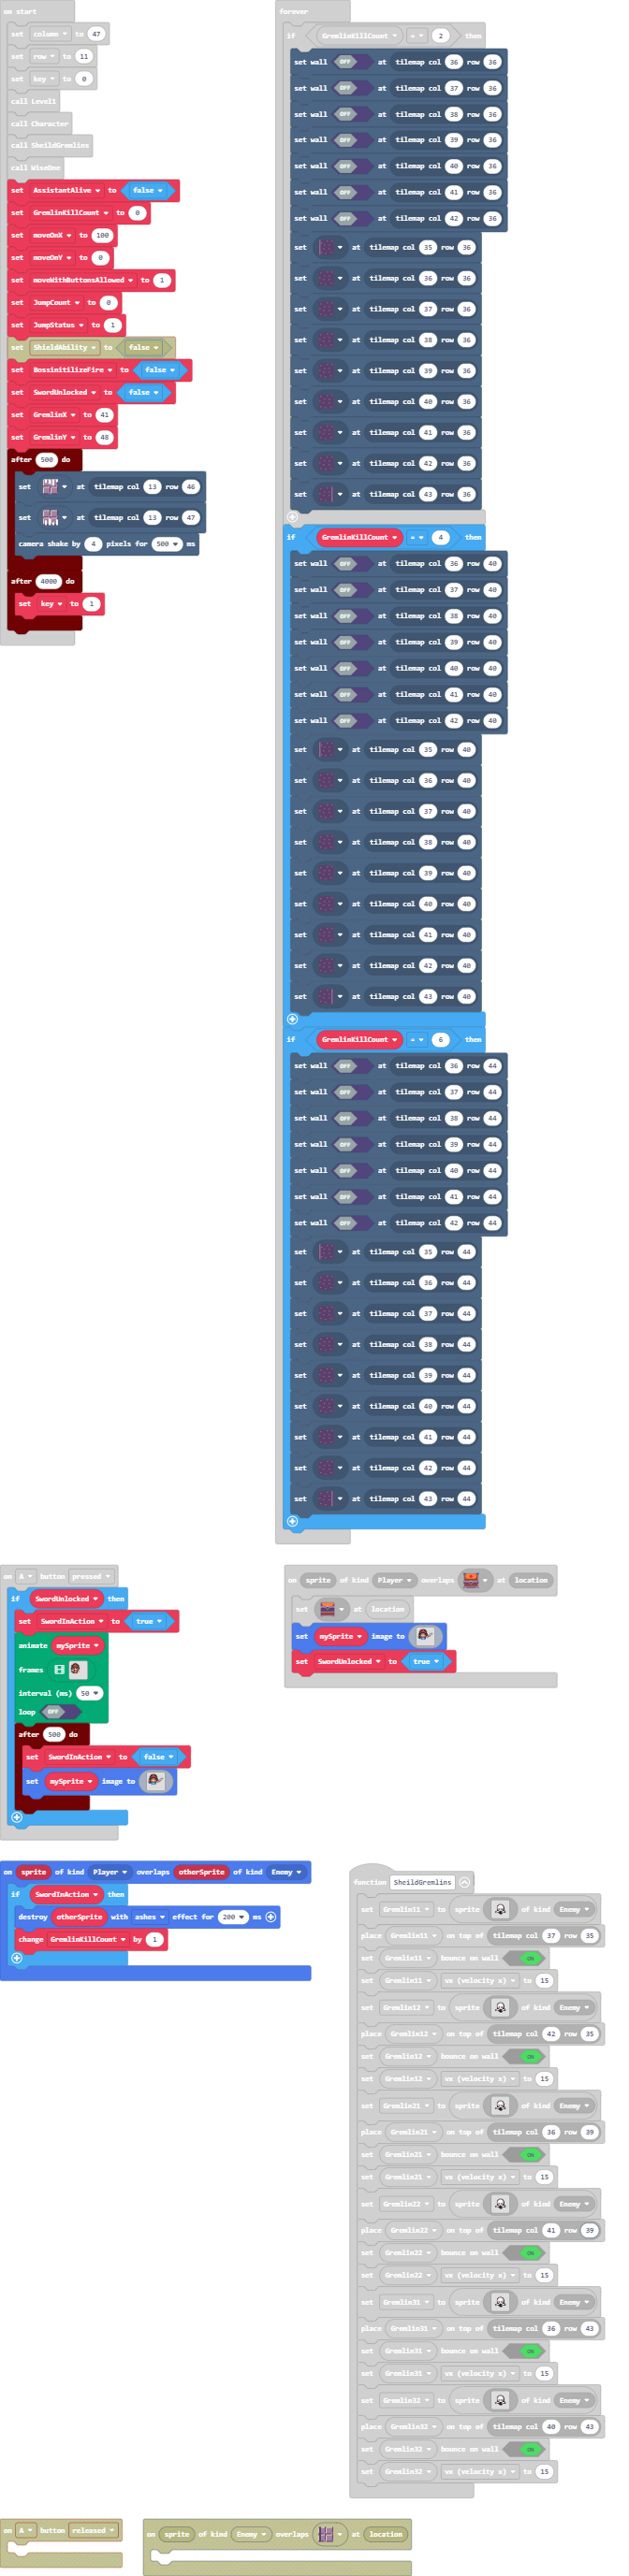 on start
set column to 47
set row to 11
set key to 0
call Level1
call Character
call SheildGremlins
call WiseOne
set AssistantAlive to false
set GremlinKillCount to 0
set moveOnX to 100
set moveOnY to 0
set moveWithButtonsAllowed to 1
set JumpCount to 0
set JumpStatus to 1
set ShieldAbility to false
set BossinitilizeFire to false
set SwordUnlocked to false
set GremlinX to 41
set GremlinY to 48
after 500 do
set at tilemap col 13 row 46
set at tilemap col 13 row 47
camera shake by 4 pixels for 500 ms
after 4000 do
set key to 1
forever
if GremlinKillCount = 2 then
set wall OFF at tilemap col 36 row 36
set wall OFF at tilemap col 37 row 36
set wall OFF at tilemap col 38 row 36
set wall OFF at tilemap col 39 row 36
set wall OFF at tilemap col 40 row 36
set wall OFF at tilemap col 41 row 36
set wall OFF at tilemap col 42 row 36
set at tilemap col 35 row 36
set at tilemap col 36 row 36
set at tilemap col 37 row 36
set at tilemap col 38 row 36
set at tilemap col 39 row 36
set at tilemap col 40 row 36
set at tilemap col 41 row 36
set at tilemap col 42 row 36
set at tilemap col 43 row 36
if GremlinKillCount = 4 then
set wall OFF at tilemap col 36 row 40
set wall OFF at tilemap col 37 row 40
set wall OFF at tilemap col 38 row 40
set wall OFF at tilemap col 39 row 40
set wall OFF at tilemap col 40 row 40
set wall OFF at tilemap col 41 row 40
set wall OFF at tilemap col 42 row 40
set at tilemap col 35 row 40
set at tilemap col 36 row 40
set at tilemap col 37 row 40
set at tilemap col 38 row 40
set at tilemap col 39 row 40
set at tilemap col 40 row 40
set at tilemap col 41 row 40
set at tilemap col 42 row 40
set at tilemap col 43 row 40
if GremlinKillCount = 6 then
set wall OFF at tilemap col 36 row 44
set wall OFF at tilemap col 37 row 44
set wall OFF at tilemap col 38 row 44
set wall OFF at tilemap col 39 row 44
set wall OFF at tilemap col 40 row 44
set wall OFF at tilemap col 41 row 44
set wall OFF at tilemap col 42 row 44
set at tilemap col 35 row 44
set at tilemap col 36 row 44
set at tilemap col 37 row 44
set at tilemap col 38 row 44
set at tilemap col 39 row 44
set at tilemap col 40 row 44
set at tilemap col 41 row 44
set at tilemap col 42 row 44
set at tilemap col 43 row 44
on A button pressed
if SwordUnlocked then
set SwordInAction to true
animate mySprite
frames
interval (ms) 50
loop OFF
after 500 do
set SwordInAction to false
set mySprite image to
on sprite of kind Player overlaps at location
set at location
set mySprite image to
set SwordUnlocked to true
on sprite of kind Player overlaps otherSprite of kind Enemy
if SwordInAction then
destroy otherSprite with ashes effect for 200 ms
change GremlinKillCount by 1
function SheildGremlins
set Gremlin11 to sprite of kind Enemy
place Gremlin11 on top of tilemap col 37 row 35
set Gremlin11 bounce on wall ON
set Gremlin11 vx (velocity x) to 15
set Gremlin12 to sprite of kind Enemy
place Gremlin12 on top of tilemap col 42 row 35
set Gremlin12 bounce on wall ON
set Gremlin12 vx (velocity x) to 15
set Gremlin21 to sprite of kind Enemy
place Gremlin21 on top of tilemap col 36 row 39
set Gremlin21 bounce on wall ON
set Gremlin21 vx (velocity x) to 15
set Gremlin22 to sprite of kind Enemy
place Gremlin22 on top of tilemap col 41 row 39
set Gremlin22 bounce on wall ON
set Gremlin22 vx (velocity x) to 15
set Gremlin31 to sprite of kind Enemy
place Gremlin31 on top of tilemap col 36 row 43
set Gremlin31 bounce on wall ON
set Gremlin31 vx (velocity x) to 15
set Gremlin32 to sprite of kind Enemy
place Gremlin32 on top of tilemap col 40 row 43
set Gremlin32 bounce on wall ON
set Gremlin32 vx (velocity x) to 15
on A button released
on sprite of kind Enemy overlaps at location